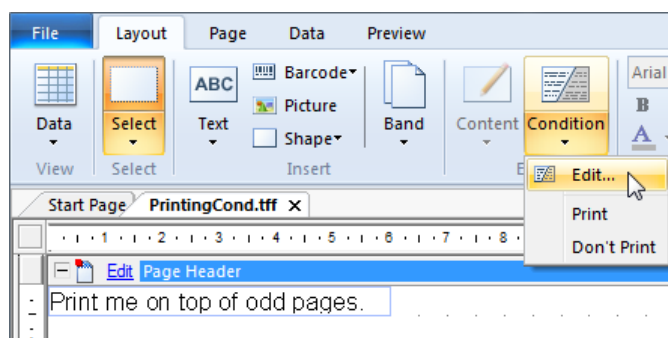 File Layout Page Data Preview
ABC Barcode Arial
Picture B
Data Select Text Shape Band Content Condition A
View Select Insert E
Edit...
Start Page PrintingCond.tff X
Print
1 2 3 4 5 6 7 8
Don't Print
Edit Page Header
Print me on top of odd pages.